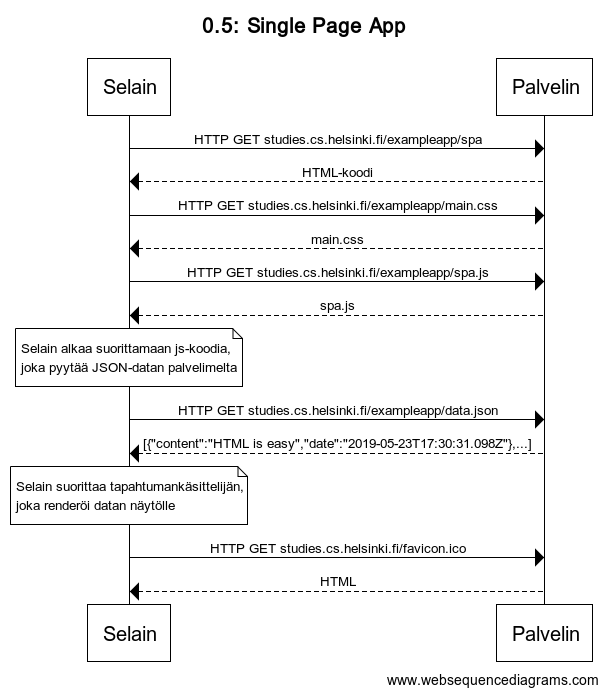 0.5: Single Page App
Selain
Palvelin
HTTP GET studies.cs.helsinki.fi/exampleapp/spa
HTML-koodi
HTTP GET studies.cs.helsinki.fi/exampleapp/main.css
main.css
HTTP GET studies.cs.helsinki.fi/exampleapp/spa.js
spa.js
Selain alkaa suorittamaan js-koodia,
joka pyytää JSON-datan palvelimelta
HTTP GET studies.cs.helsinki.fi/exampleapp/data.json
[{"content":"HTML is easy","date":"2019-05-23T17:30:31.098Z"},...]
Selain suorittaa tapahtumankäsittelijän,
joka renderöi datan näytölle
HTTP GET studies.cs.helsinki.fi/favicon.ico
HTML
Selain
Palvelin
www.websequencediagrams.com